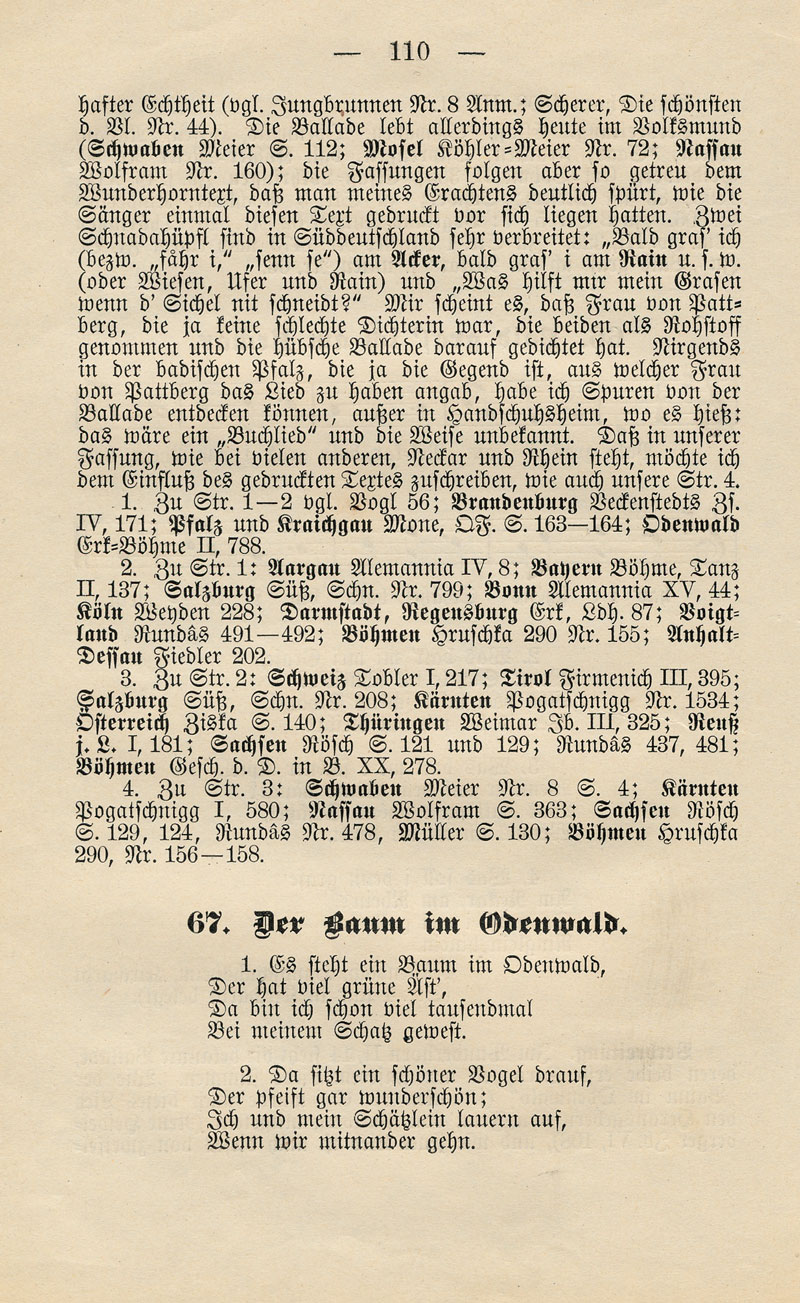 — 110 —
hafter Echtheit (vgl. Jungbrunnen Nr. 8 Anm.; Scherer, Die schönsten
d. Vl. Nr. 44). Die Ballade lebt allerdings heute im Volksmund
(Schwaben Meier S. 112; Mosel Köhler=Meier Nr. 72; Nassau
Wolfram Nr. 160); die Fassungen folgen aber so getreu dem
Wunderhorntext, daß man meines Erachtens deutlich spürt, wie die
Sänger einmal diesen Text gedruckt vor sich liegen hatten. Zwei
Schnadahüpfl sind in Süddeutschland sehr verbreitet: „Bald gras' ich
(bezw. „fähr i,“ „senn se“) am Acker, bald gras' i am Rain u. s. w.
(oder Wiesen, Ufer und Rain) und „Was hilft mir mein Grasen
wenn d' Sichel nit schneidt?“ Mir scheint es, daß Frau von Patt=
berg, die ja keine schlechte Dichterin war, die beiden als Rohstoff
genommen und die hübsche Ballade darauf gedichtet hat. Nirgends
in der badischen Pfalz, die ja die Gegend ist, aus welcher Frau
von Pattberg das Lied zu haben angab, habe ich Spuren von der
Ballade entdecken können, außer in Handschuhsheim, wo es hieß:
das wäre ein „Buchlied“ und die Weise unbekannt. Daß in unserer
Fassung, wie bei vielen anderen, Neckar und Rhein steht, möchte ich
dem Einfluß des gedruckten Textes zuschreiben, wie auch unsere Str. 4.
1. Zu Str. 1—2 vgl. Vogl 56; Brandenburg Veckenstedts Zs.
IV, 171; Pfalz und Kraichgau Mone, QF. S. 163—164; Odenwald
Erk=Böhme II, 788.
2. Zu Str. 1: Aargau Alemannia IV, 8; Bayern Böhme, Tanz
II, 137; Salzburg Süß, Schn. Nr. 799; Bonn Alemannia XV, 44;
Köln Weyden 228; Darmstadt, Regensburg Erk, Ldh. 87; Voigt=
land Rundâs 491—492; Böhmen Hruschka 290 Nr. 155; Anhalt=
Dessau Fiedler 202.
3. Zu Str. 2: Schweiz Tobler I, 217; Tirol Firmenich III, 395;
Salzburg Süß, Schn. Nr. 208; Kärnten Pogatschnigg Nr. 1534;
Österreich Ziska S. 140; Thüringen Weimar Jb. III, 325; Reuß
j. L. I, 181; Sachsen Rösch S. 121 und 129; Rundâs 437, 481;
Böhmen Gesch. d. D. in B. XX, 278.
4. Zu Str. 3: Schwaben Meier Nr. 8 S. 4; Kärnten
Pogatschnigg I, 580; Nassau Wolfram S. 363; Sachsen Rösch
S. 129, 124, Rundâs Nr. 478, Müller S. 130; Böhmen Hruschka
290, Nr. 156—158.
67. Der Baum im Odenwald.
1. Es steht ein Baum im Odenwald,
Der hat viel grüne Äst',
Da bin ich schon viel tausendmal
Bei meinem Schatz gewest.
2. Da sitzt ein schöner Vogel drauf,
Der pfeift gar wunderschön;
Ich und mein Schätzlein lauern auf,
Wenn wir mitnander gehn.